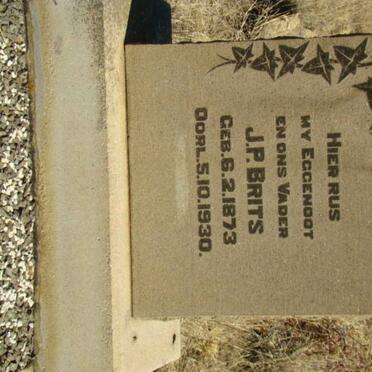 HIER RUS
MY EGGENOOT
EN ONS VADER
J.P. BRITS
GEB. 6.2.1873
OORL. 5.10.1930.